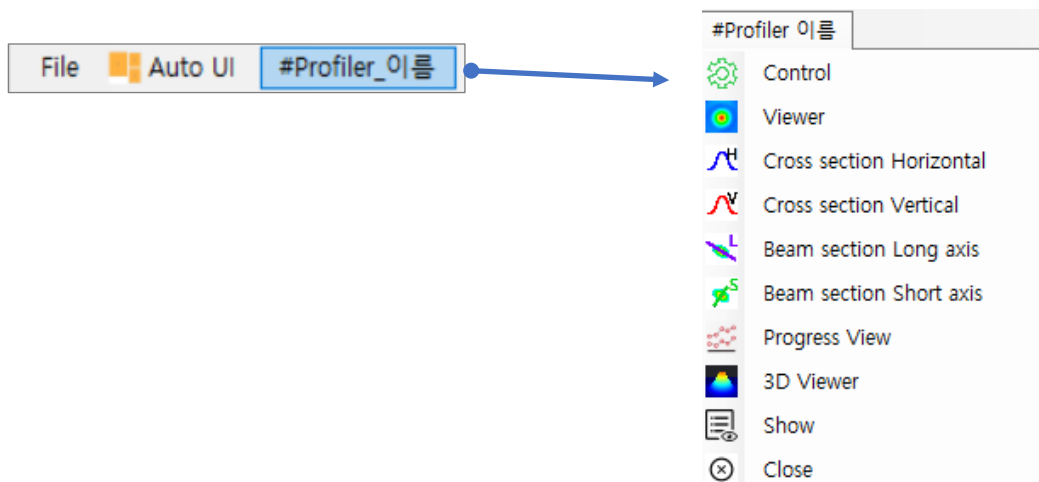 File Auto UI #Profiler_이름
#Profiler 이름
Control
Viewer
H Cross section Horizontal
V Cross section Vertical
L Beam section Long axis
S Beam section Short axis
Progress View
3D Viewer
Show
Close